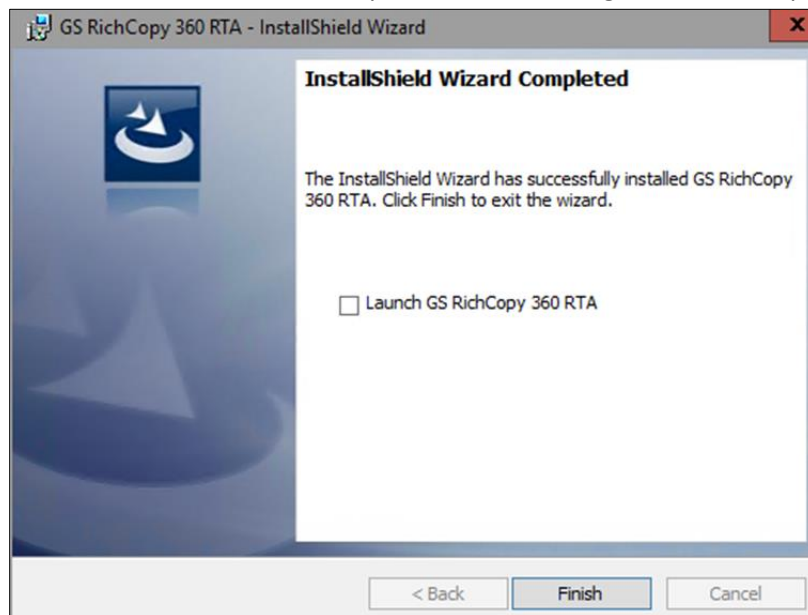 GS RichCopy 360 RTA - InstallShield Wizard
X
InstallShield Wizard Completed
The InstallShield Wizard has successfully installed GS RichCopy
360 RTA. Click Finish to exit the wizard.
Launch GS RichCopy 360 RTA
< Back Finish Cancel